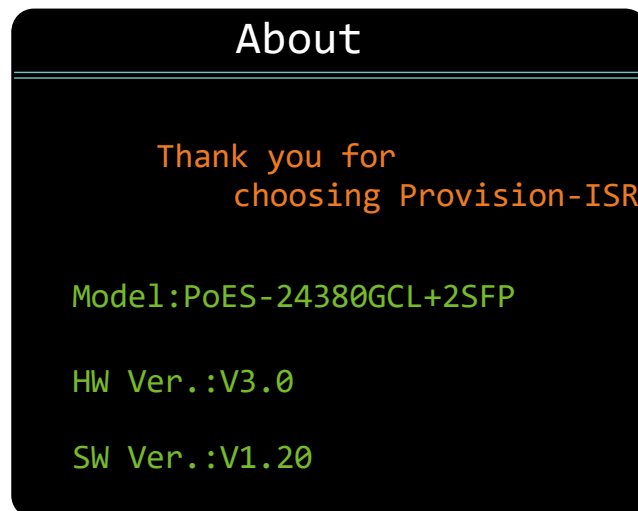 About
Thank you for
choosing Provision-ISR
Model:PoES-24380GCL+2SFP
HW Ver.:V3.0
SW Ver.:V1.20